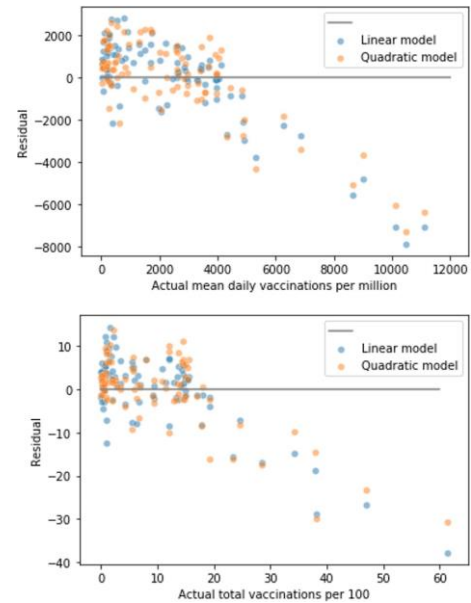 2000
0
−2000
−4000
−6000
−8000
Residual
Linear model
Quadratic model
0 2000 4000 6000 8000 10000 12000
Actual mean daily vaccinations per million
10
0
−10
−20
−30
−40
Residual
Linear model
Quadratic model
0 10 20 30 40 50 60
Actual total vaccinations per 100